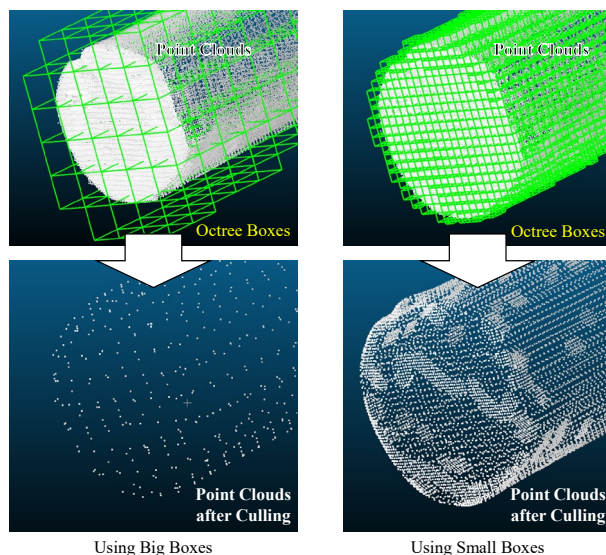 Point Clouds
Octree Boxes
Point Clouds
Octree Boxes
Point Clouds
after Culling
Point Clouds
after Culling
Using Big Boxes
Using Small Boxes